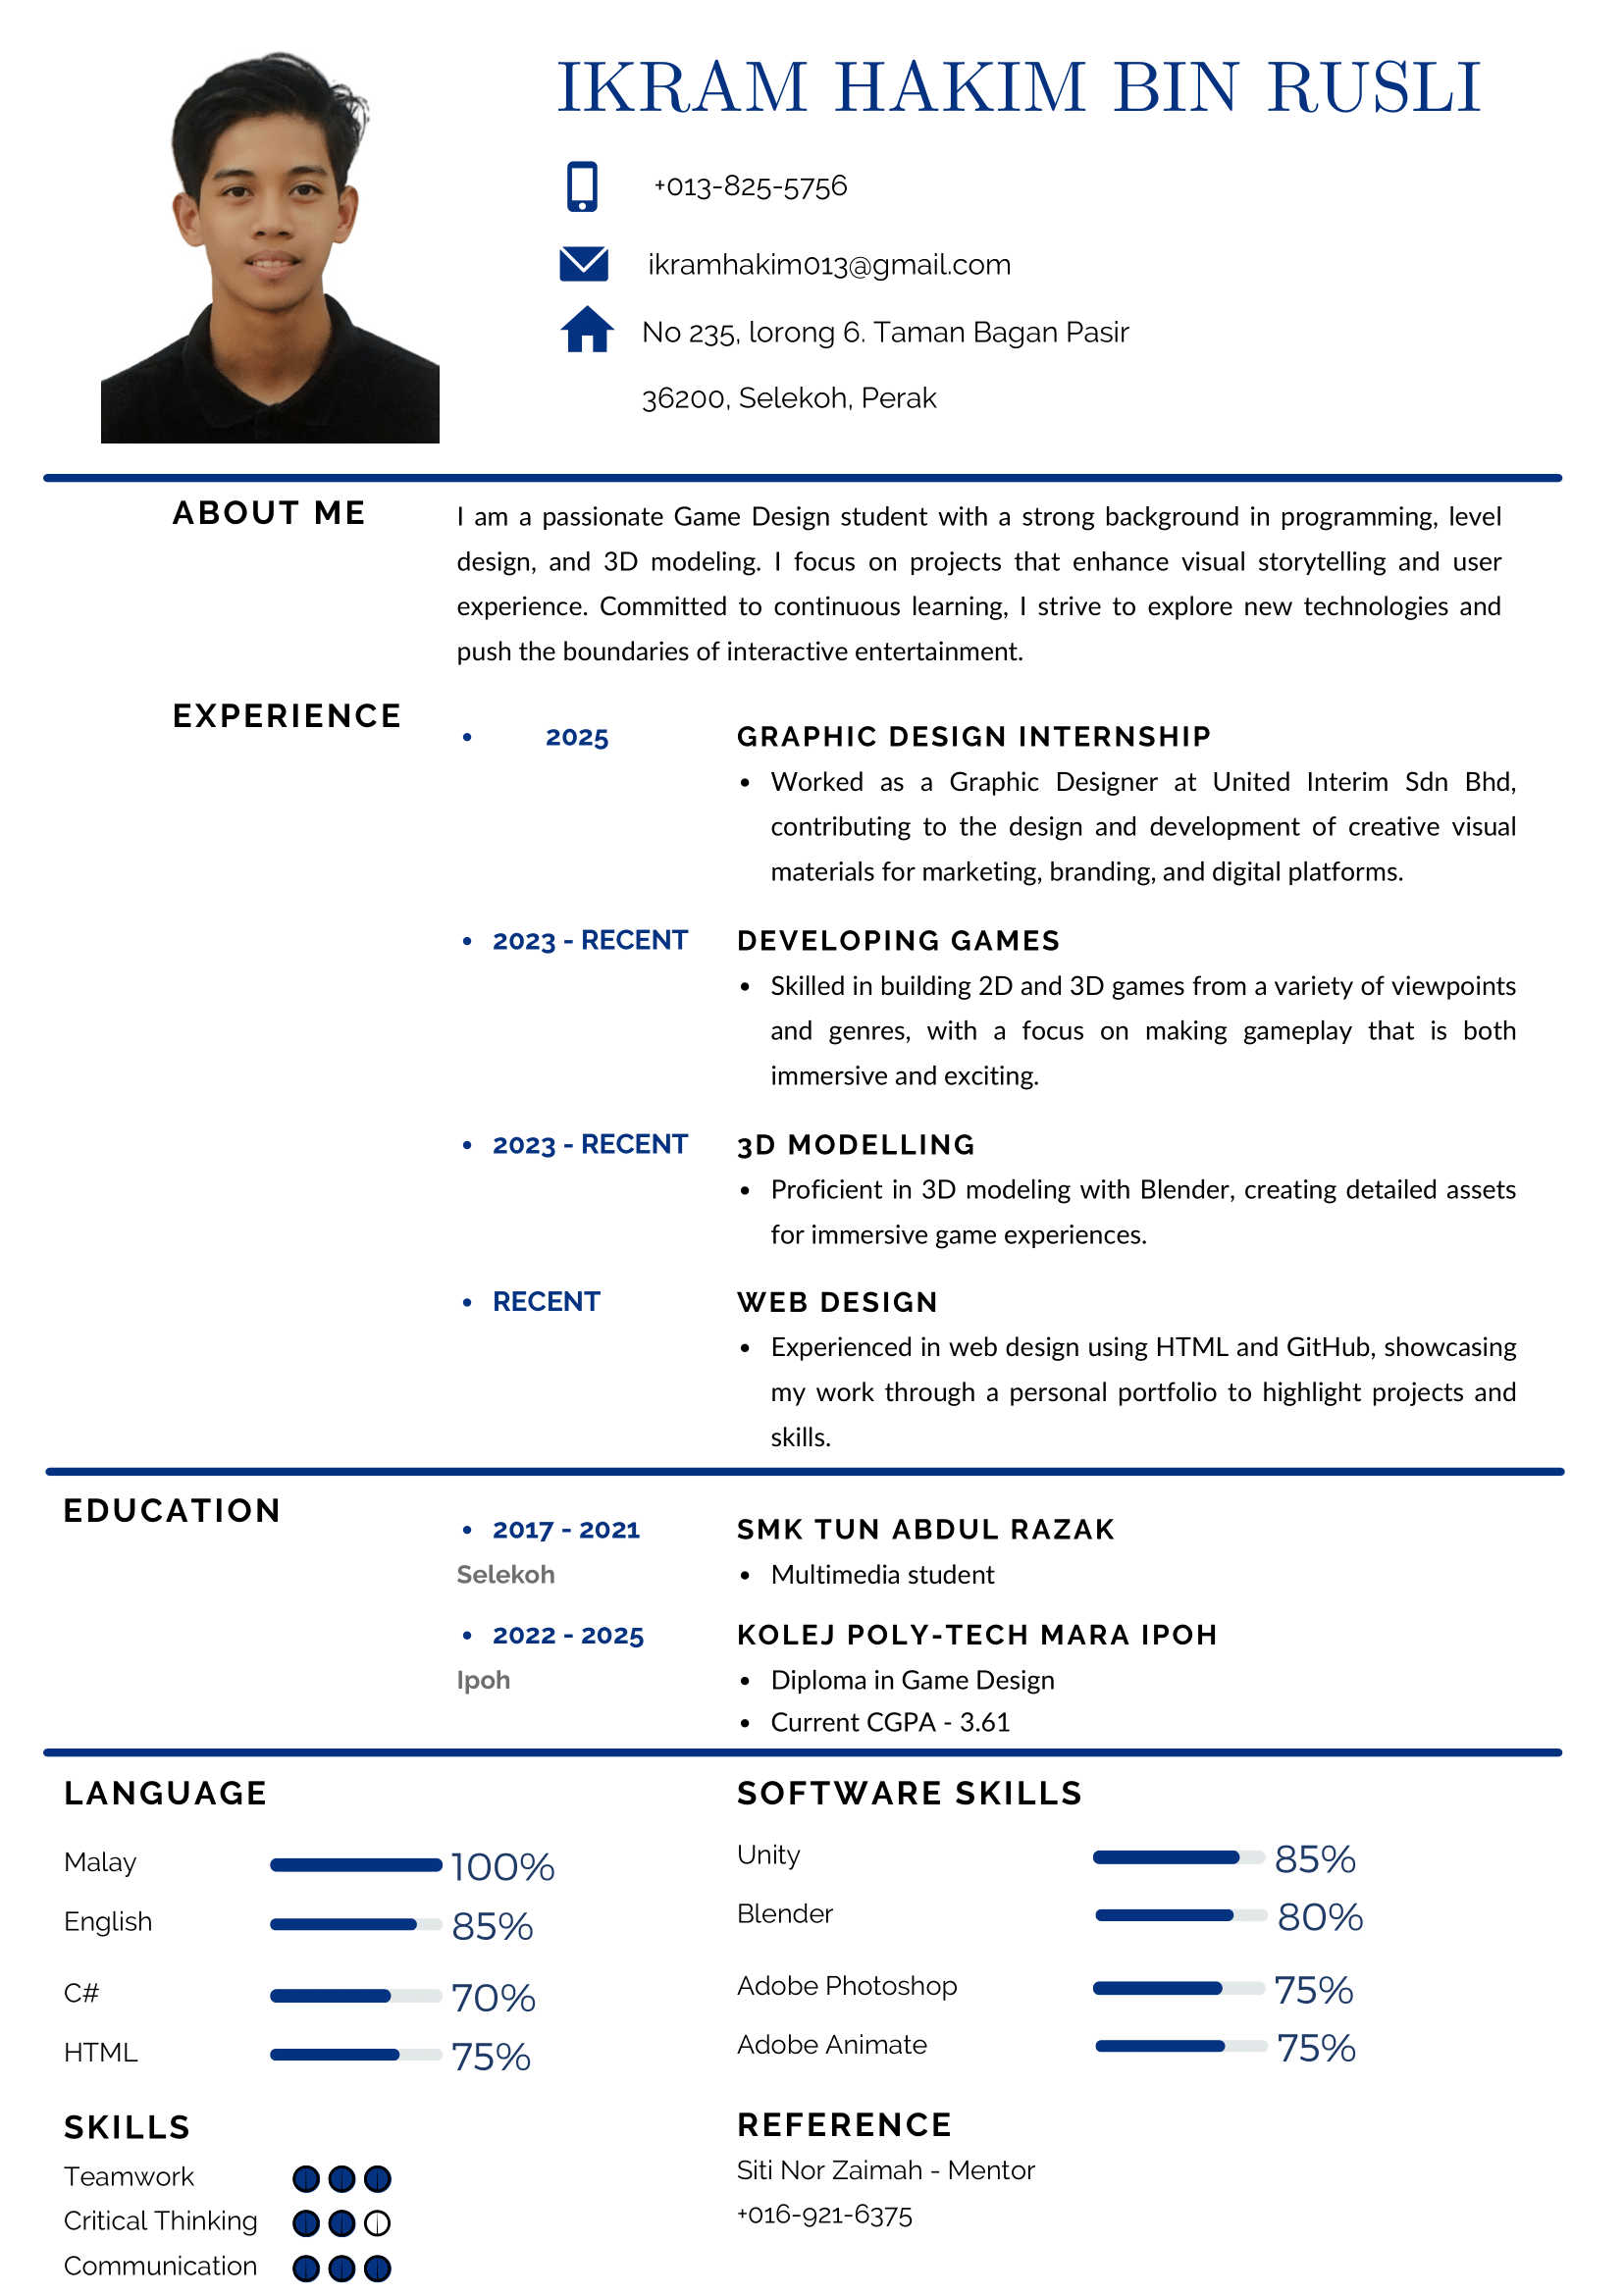 IKRAM HAKIM BIN RUSLI
+013-825-5756
ikramhakim013@gmail.com
No 235, lorong 6. Taman Bagan Pasir
36200, Selekoh, Perak
ABOUT ME
I am a passionate Game Design student with a strong background in programming, level
design, and 3D modeling. I focus on projects that enhance visual storytelling and user
experience. Committed to continuous learning, I strive to explore new technologies and
push the boundaries of interactive entertainment.
EXPERIENCE
• 2025
GRAPHIC DESIGN INTERNSHIP
• Worked as a Graphic Designer at United Interim Sdn Bhd,
contributing to the design and development of creative visual
materials for marketing, branding, and digital platforms.
• 2023 - RECENT
DEVELOPING GAMES
• Skilled in building 2D and 3D games from a variety of viewpoints
and genres, with a focus on making gameplay that is both
immersive and exciting.
• 2023 - RECENT
3D MODELLING
• Proficient in 3D modeling with Blender, creating detailed assets
for immersive game experiences.
• RECENT
WEB DESIGN
• Experienced in web design using HTML and GitHub, showcasing
my work through a personal portfolio to highlight projects and
skills.
EDUCATION
• 2017 - 2021
Selekoh
SMK TUN ABDUL RAZAK
• Multimedia student
• 2022 - 2025
Ipoh
KOLEJ POLY-TECH MARA IPOH
• Diploma in Game Design
• Current CGPA - 3.61
LANGUAGE
Malay 100%
English 85%
C# 70%
HTML 75%
SOFTWARE SKILLS
Unity 85%
Blender 80%
Adobe Photoshop 75%
Adobe Animate 75%
SKILLS
Teamwork
Critical Thinking
Communication
REFERENCE
Siti Nor Zaimah - Mentor
+016-921-6375